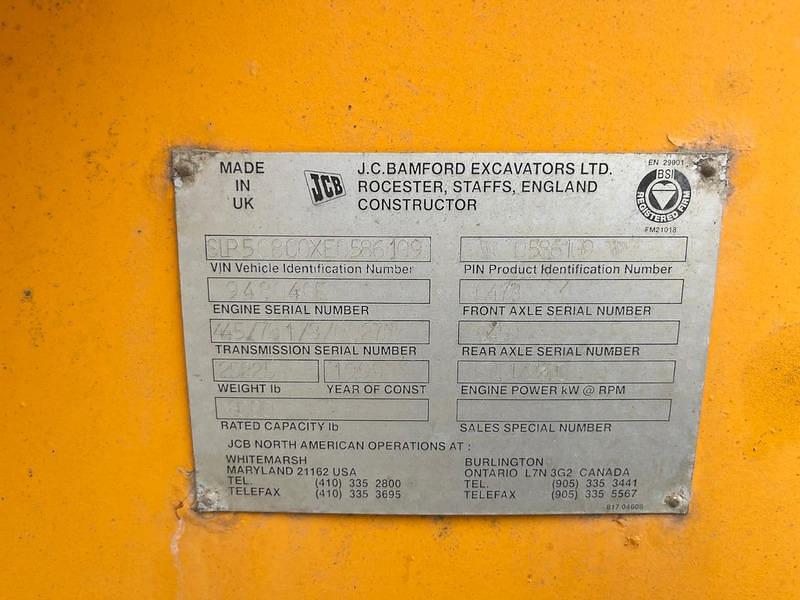 MADE
IN
UK
JCB
J.C.BAMFORD EXCAVATORS LTD.
ROCESTER, STAFFS, ENGLAND
CONSTRUCTOR
EN 29001
BSI
REGISTERED FIRM
FM21018
VIN Vehicle Identification Number
PIN Product Identification Number
ENGINE SERIAL NUMBER
FRONT AXLE SERIAL NUMBER
TRANSMISSION SERIAL NUMBER
REAR AXLE SERIAL NUMBER
WEIGHT lb
YEAR OF CONST
ENGINE POWER kW @ RPM
RATED CAPACITY lb
SALES SPECIAL NUMBER
JCB NORTH AMERICAN OPERATIONS AT :
WHITEMARSH
MARYLAND 21162 USA
TEL. (410) 335 2800
TELEFAX (410) 335 3695
BURLINGTON
ONTARIO L7N 3G2 CANADA
TEL. (905) 335 3441
TELEFAX (905) 335 5567
817/04608